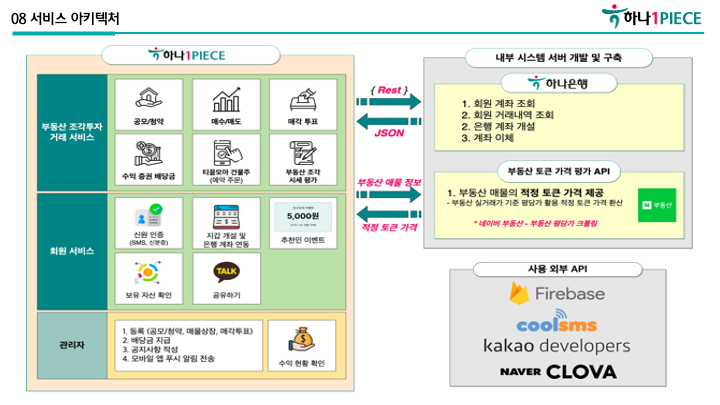 08 서비스 아키텍처
하나1PIECE
하나1PIECE
부동산 조각투자
거래 서비스
공모/청약
매수/매도
매각 투표
수익 증권 배당금
타끌모아 건물주
(예약 주문)
부동산 조각
시세 평가
회원 서비스
신원 인증
(SMS, 신분증)
지갑 개설 및
은행 계좌 연동
5,000원
추천인 이벤트
보유 자산 확인
TALK
공유하기
관리자
1. 등록 (공모/청약, 매물상장, 매각투표)
2. 배당금 지급
3. 공지사항 작성
4. 모바일 앱 푸시 알림 전송
수익 현황 확인
{ Rest }
JSON
부동산 매물 정보
적정 토큰 가격
내부 시스템 서버 개발 및 구축
하나은행
1. 회원 계좌 조회
2. 회원 거래내역 조회
2. 은행 계좌 개설
3. 계좌 이체
부동산 토큰 가격 평가 API
1. 부동산 매물의 적정 토큰 가격 제공
- 부동산 실거래가 기준 평당가 활용 적정 토큰 가격 환산
* 네이버 부동산 - 부동산 평당가 크롤링
N 부동산
사용 외부 API
Firebase
coolsms
kakao developers
NAVER CLOVA